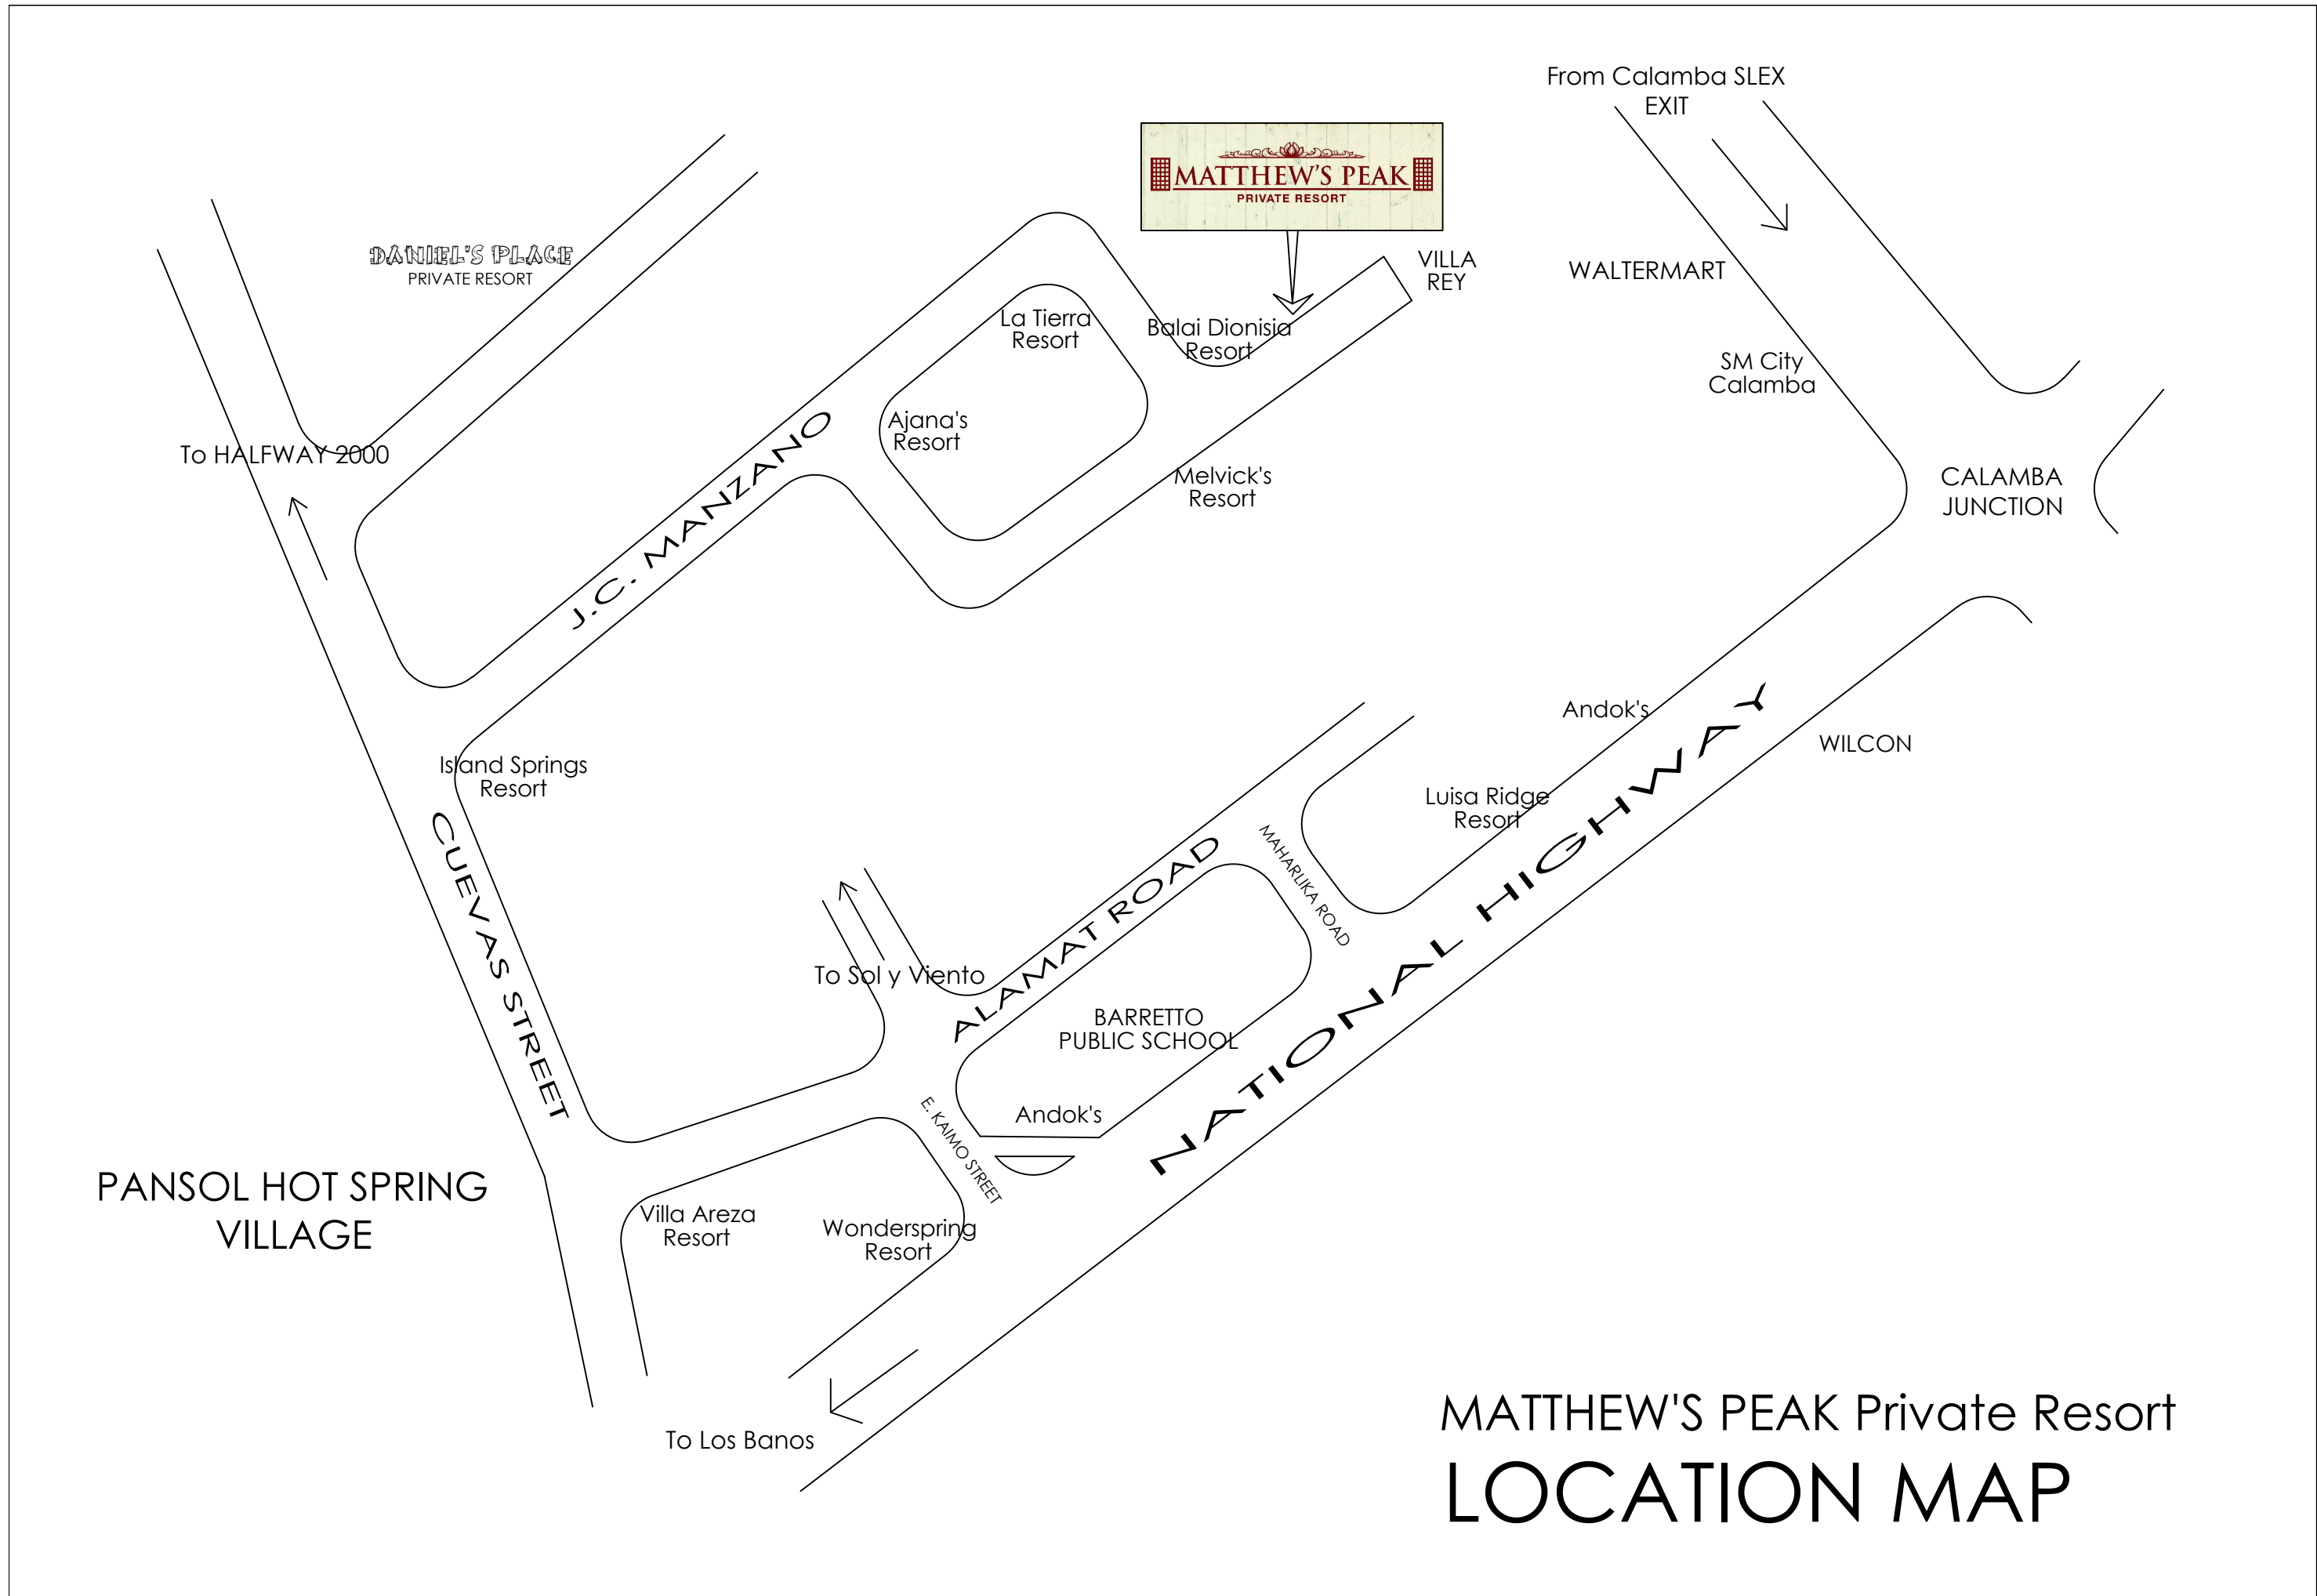 From Calamba SLEX
EXIT
MATTHEW'S PEAK
PRIVATE RESORT
VILLA
REY
WALTERMART
DANIEL'S PLACE
PRIVATE RESORT
La Tierra
Resort
Balai Dionisia
Resort
SM City
Calamba
Ajana's
Resort
To HALFWAY 2000
J.C. MANZANO
Melvick's
Resort
CALAMBA
JUNCTION
Andok's
WILCON
Island Springs
Resort
Luisa Ridge
Resort
CUEVAS STREET
MAHARLIKA ROAD
ALAMAT ROAD
NATIONAL HIGHWAY
To Sol y Viento
BARRETTO
PUBLIC SCHOOL
Andok's
E. KAIMO STREET
PANSOL HOT SPRING
VILLAGE
Villa Areza
Resort
Wonderspring
Resort
To Los Banos
MATTHEW'S PEAK Private Resort
LOCATION MAP